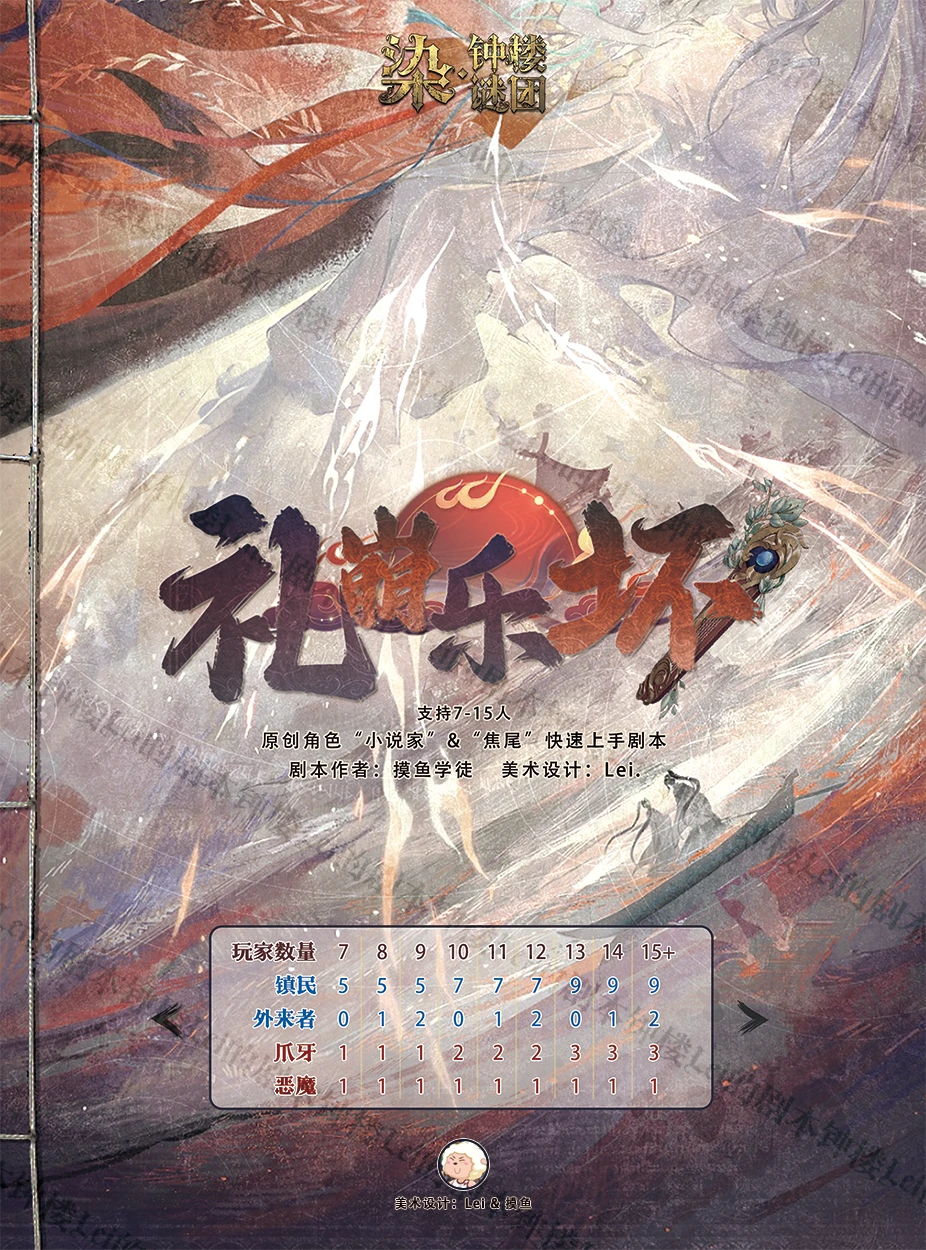 染·钟楼谜团
礼崩乐坏
支持7-15人
原创角色“小说家”&“焦尾”快速上手剧本
剧本作者：摸鱼学徒 美术设计：Lei.
玩家数量 7 8 9 10 11 12 13 14 15+
镇民 5 5 5 7 7 7 9 9 9
外来者 0 1 2 0 1 2 0 1 2
爪牙 1 1 1 2 2 2 3 3 3
恶魔 1 1 1 1 1 1 1 1 1
美术设计：Lei & 摸鱼